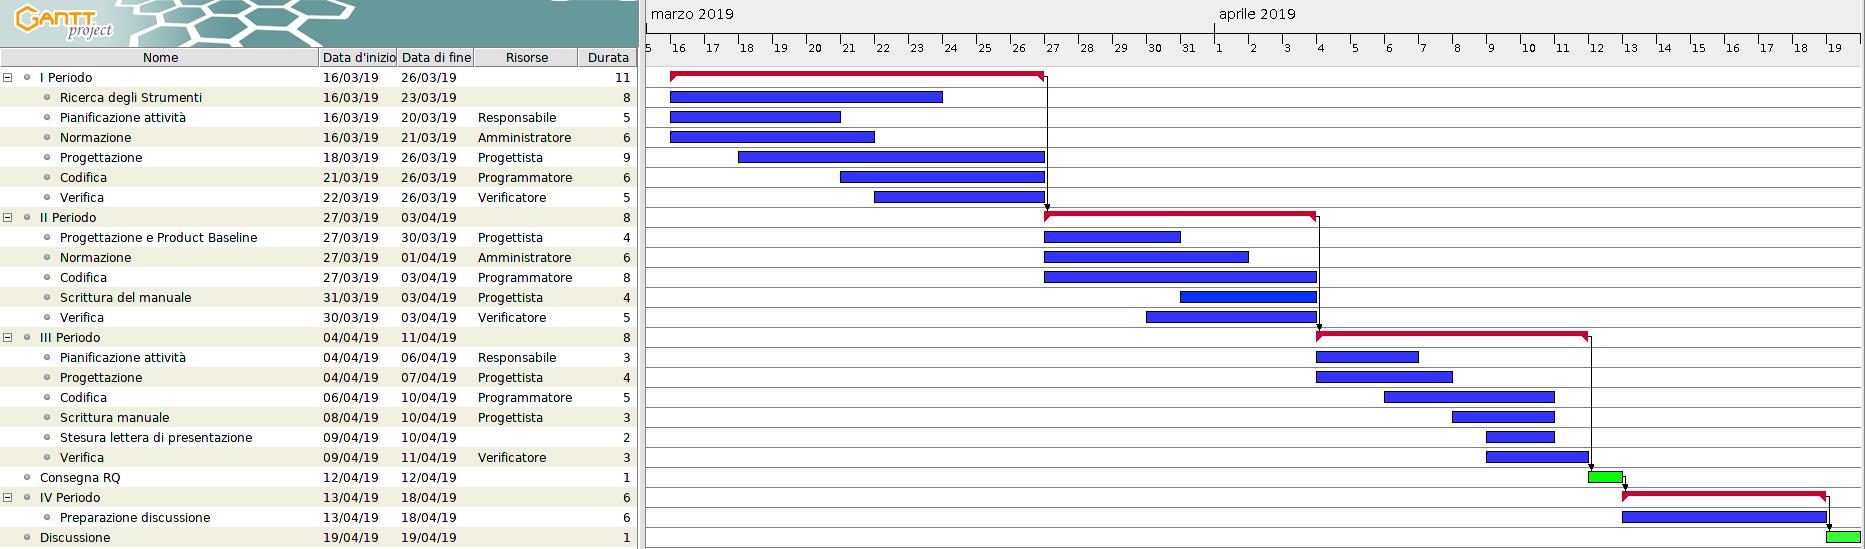 GANTT
project
marzo 2019 aprile 2019
5 16 17 18 19 20 21 22 23 24 25 26 27 28 29 30 31 1 2 3 4 5 6 7 8 9 10 11 12 13 14 15 16 17 18 19
Nome Data d'inizio Data di fine Risorse Durata
I Periodo 16/03/19 26/03/19 11
Ricerca degli Strumenti 16/03/19 23/03/19 8
Pianificazione attività 16/03/19 20/03/19 Responsabile 5
Normazione 16/03/19 21/03/19 Amministratore 6
Progettazione 18/03/19 26/03/19 Progettista 9
Codifica 21/03/19 26/03/19 Programmatore 6
Verifica 22/03/19 26/03/19 Verificatore 5
II Periodo 27/03/19 03/04/19 8
Progettazione e Product Baseline 27/03/19 30/03/19 Progettista 4
Normazione 27/03/19 01/04/19 Amministratore 6
Codifica 27/03/19 03/04/19 Programmatore 8
Scrittura del manuale 31/03/19 03/04/19 Progettista 4
Verifica 30/03/19 03/04/19 Verificatore 5
III Periodo 04/04/19 11/04/19 8
Pianificazione attività 04/04/19 06/04/19 Responsabile 3
Progettazione 04/04/19 07/04/19 Progettista 4
Codifica 06/04/19 10/04/19 Programmatore 5
Scrittura manuale 08/04/19 10/04/19 Progettista 3
Stesura lettera di presentazione 09/04/19 10/04/19 2
Verifica 09/04/19 11/04/19 Verificatore 3
Consegna RQ 12/04/19 12/04/19 1
IV Periodo 13/04/19 18/04/19 6
Preparazione discussione 13/04/19 18/04/19 6
Discussione 19/04/19 19/04/19 1